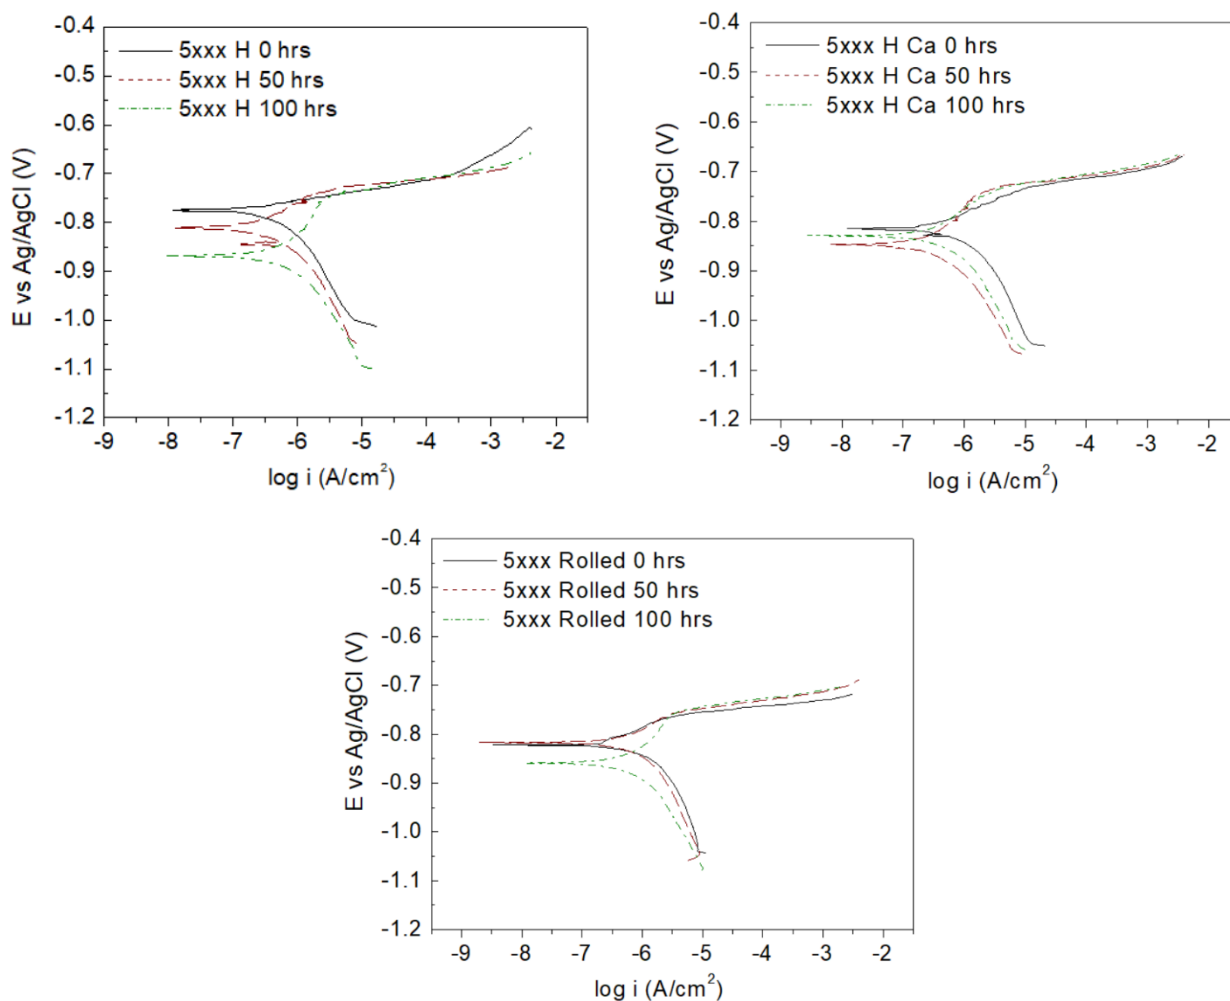 5xxx H 0 hrs
5xxx H 50 hrs
5xxx H 100 hrs
E vs Ag/AgCl (V)
-0.4
-0.5
-0.6
-0.7
-0.8
-0.9
-1.0
-1.1
-1.2
-9 -8 -7 -6 -5 -4 -3 -2
log i (A/cm²)
5xxx H Ca 0 hrs
5xxx H Ca 50 hrs
5xxx H Ca 100 hrs
E vs Ag/AgCl (V)
-0.4
-0.5
-0.6
-0.7
-0.8
-0.9
-1.0
-1.1
-1.2
-9 -8 -7 -6 -5 -4 -3 -2
log i (A/cm²)
5xxx Rolled 0 hrs
5xxx Rolled 50 hrs
5xxx Rolled 100 hrs
E vs Ag/AgCl (V)
-0.4
-0.5
-0.6
-0.7
-0.8
-0.9
-1.0
-1.1
-1.2
-9 -8 -7 -6 -5 -4 -3 -2
log i (A/cm²)